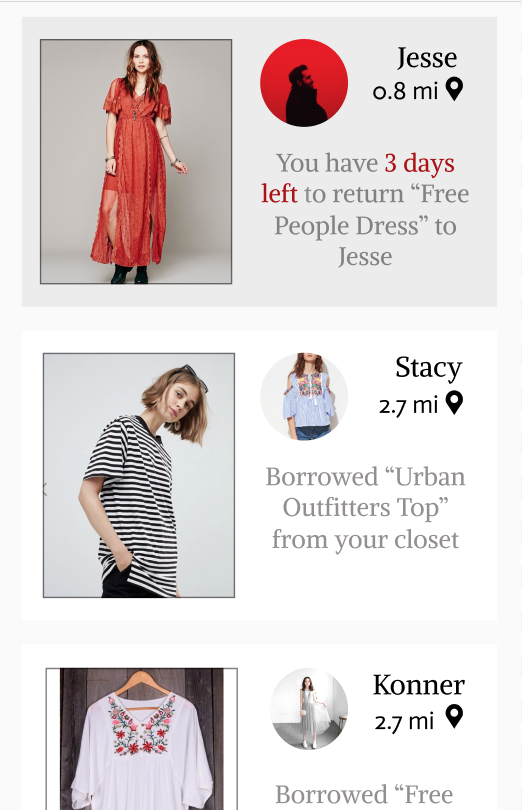 Jesse
0.8 mi
You have 3 days
left to return “Free
People Dress” to
Jesse
Stacy
2.7 mi
Borrowed “Urban
Outfitters Top”
from your closet
Konner
2.7 mi
Borrowed “Free